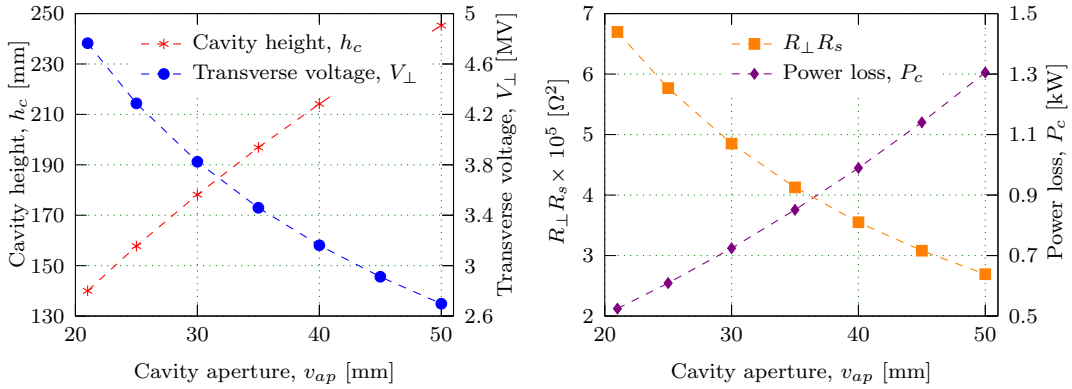 Cavity height, h_c [mm]
250
230
210
190
170
150
130
Cavity height, h_c
Transverse voltage, V_⊥
5
4.6
4.2
3.8
3.4
3
2.6
Transverse voltage, V_⊥ [MV]
20 30 40 50
Cavity aperture, v_{ap} [mm]
R_⊥R_s × 10^5 [Ω^2]
7
6
5
4
3
2
R_⊥R_s
Power loss, P_c
1.5
1.3
1.1
0.9
0.7
0.5
Power loss, P_c [kW]
20 30 40 50
Cavity aperture, v_{ap} [mm]